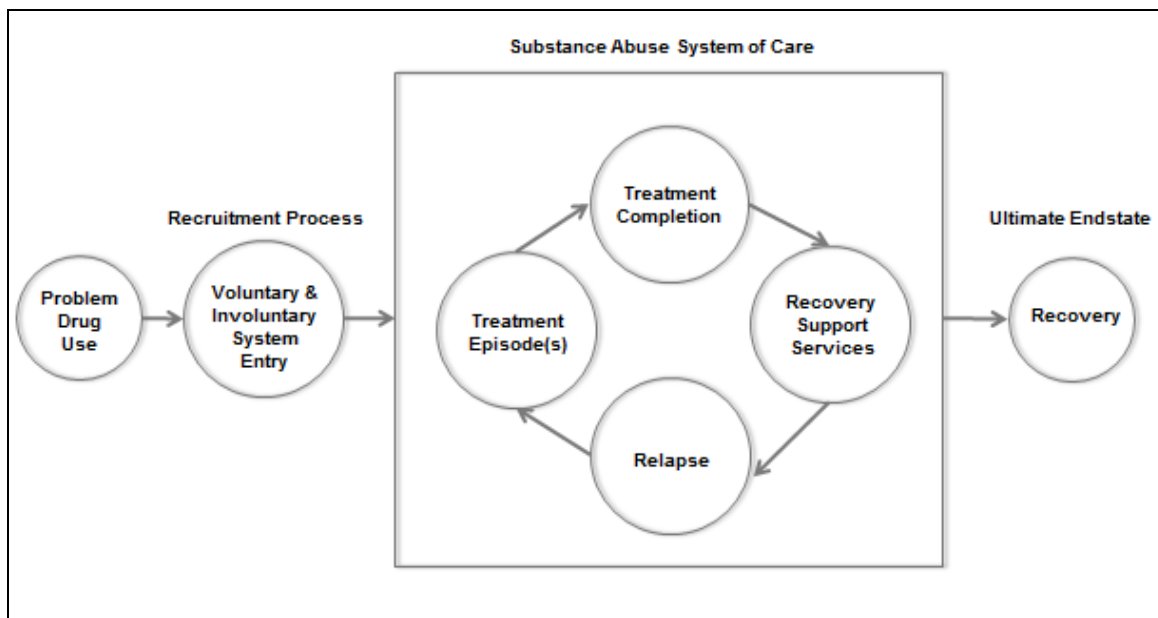 Substance Abuse System of Care
Recruitment Process
Ultimate Endstate
Problem
Drug
Use
Voluntary &
Involuntary
System
Entry
Treatment
Episode(s)
Treatment
Completion
Recovery
Support
Services
Relapse
Recovery